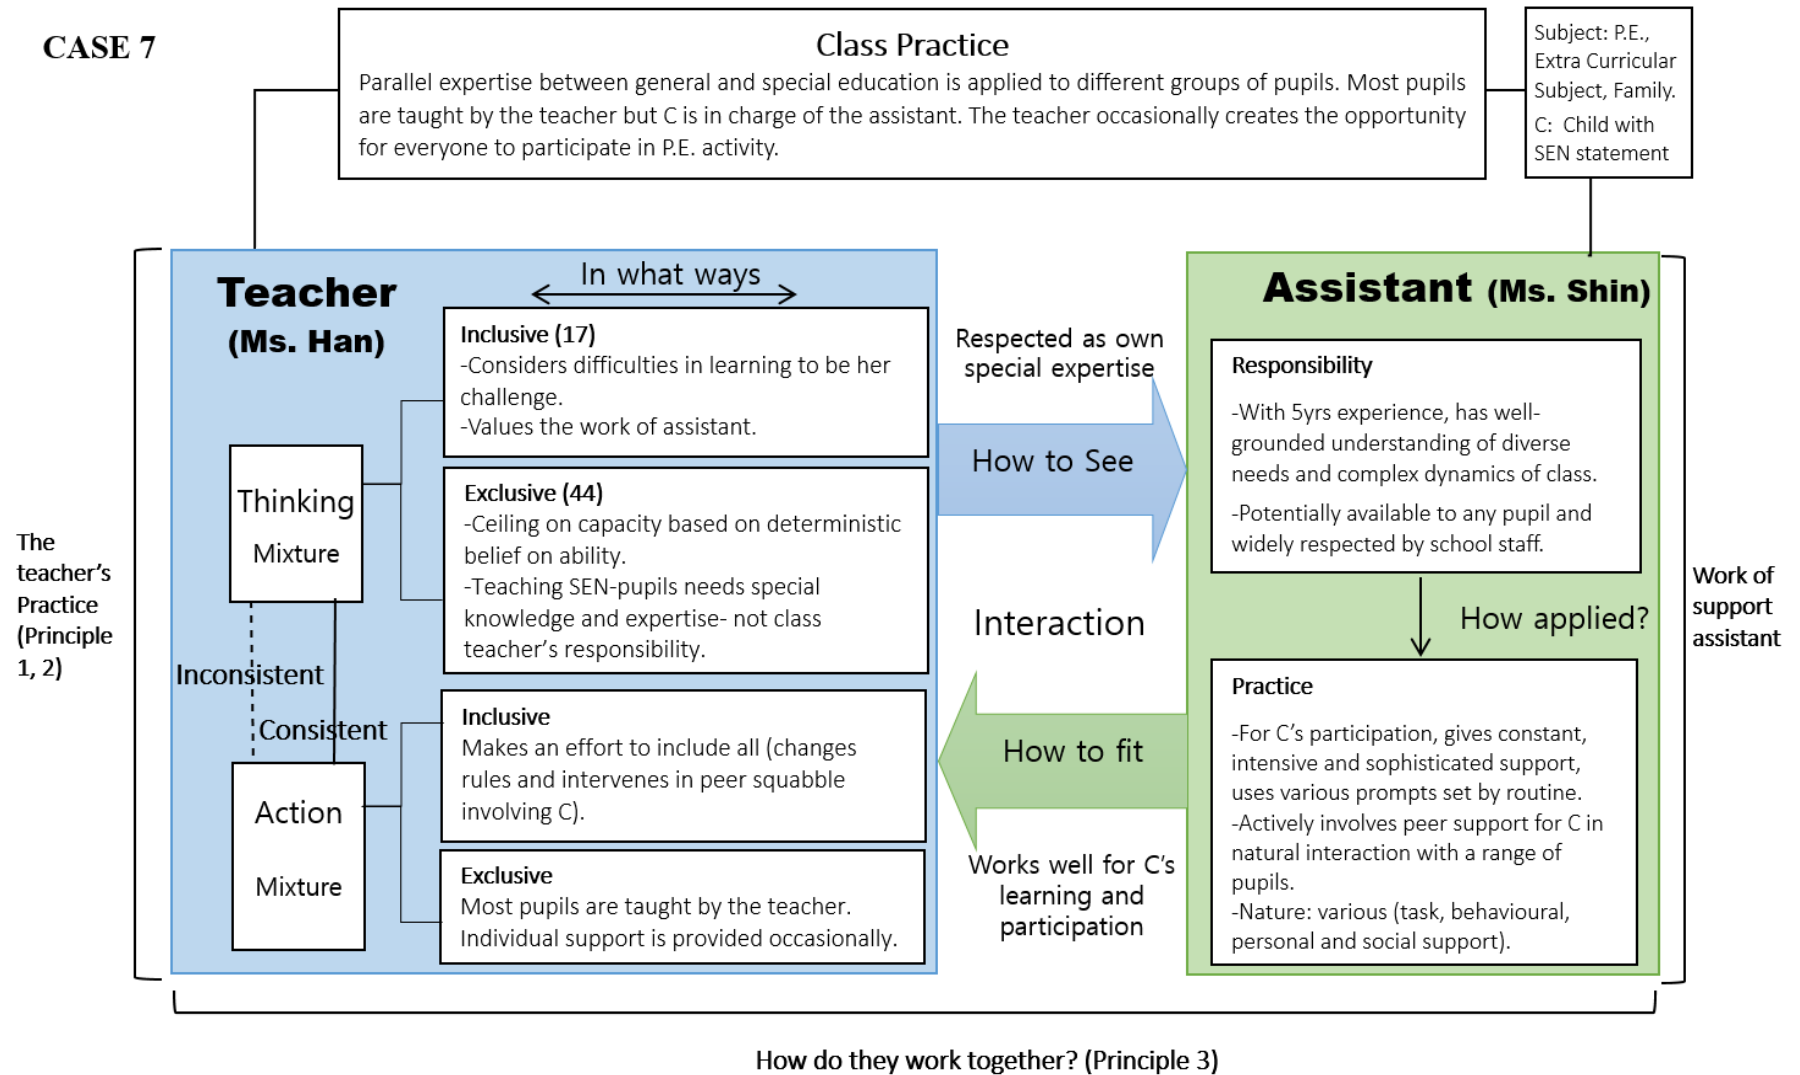 CASE 7
Class Practice
Parallel expertise between general and special education is applied to different groups of pupils. Most pupils
are taught by the teacher but C is in charge of the assistant. The teacher occasionally creates the opportunity
for everyone to participate in P.E. activity.
Subject: P.E.,
Extra Curricular
Subject, Family.
C:  Child with
SEN statement
The
teacher's
Practice
(Principle
1, 2)
Teacher
(Ms. Han)
In what ways
Thinking
Mixture
Inclusive (17)
-Considers difficulties in learning to be her
challenge.
-Values the work of assistant.
Exclusive (44)
-Ceiling on capacity based on deterministic
belief on ability.
-Teaching SEN-pupils needs special
knowledge and expertise- not class
teacher's responsibility.
Inconsistent
Consistent
Action
Mixture
Inclusive
Makes an effort to include all (changes
rules and intervenes in peer squabble
involving C).
Exclusive
Most pupils are taught by the teacher.
Individual support is provided occasionally.
Respected as own
special expertise
How to See
Interaction
How to fit
Works well for C's
learning and
participation
Assistant (Ms. Shin)
Responsibility
-With 5yrs experience, has well-
grounded understanding of diverse
needs and complex dynamics of class.
-Potentially available to any pupil and
widely respected by school staff.
How applied?
Practice
-For C's participation, gives constant,
intensive and sophisticated support,
uses various prompts set by routine.
-Actively involves peer support for C in
natural interaction with a range of
pupils.
-Nature: various (task, behavioural,
personal and social support).
Work of
support
assistant
How do they work together? (Principle 3)